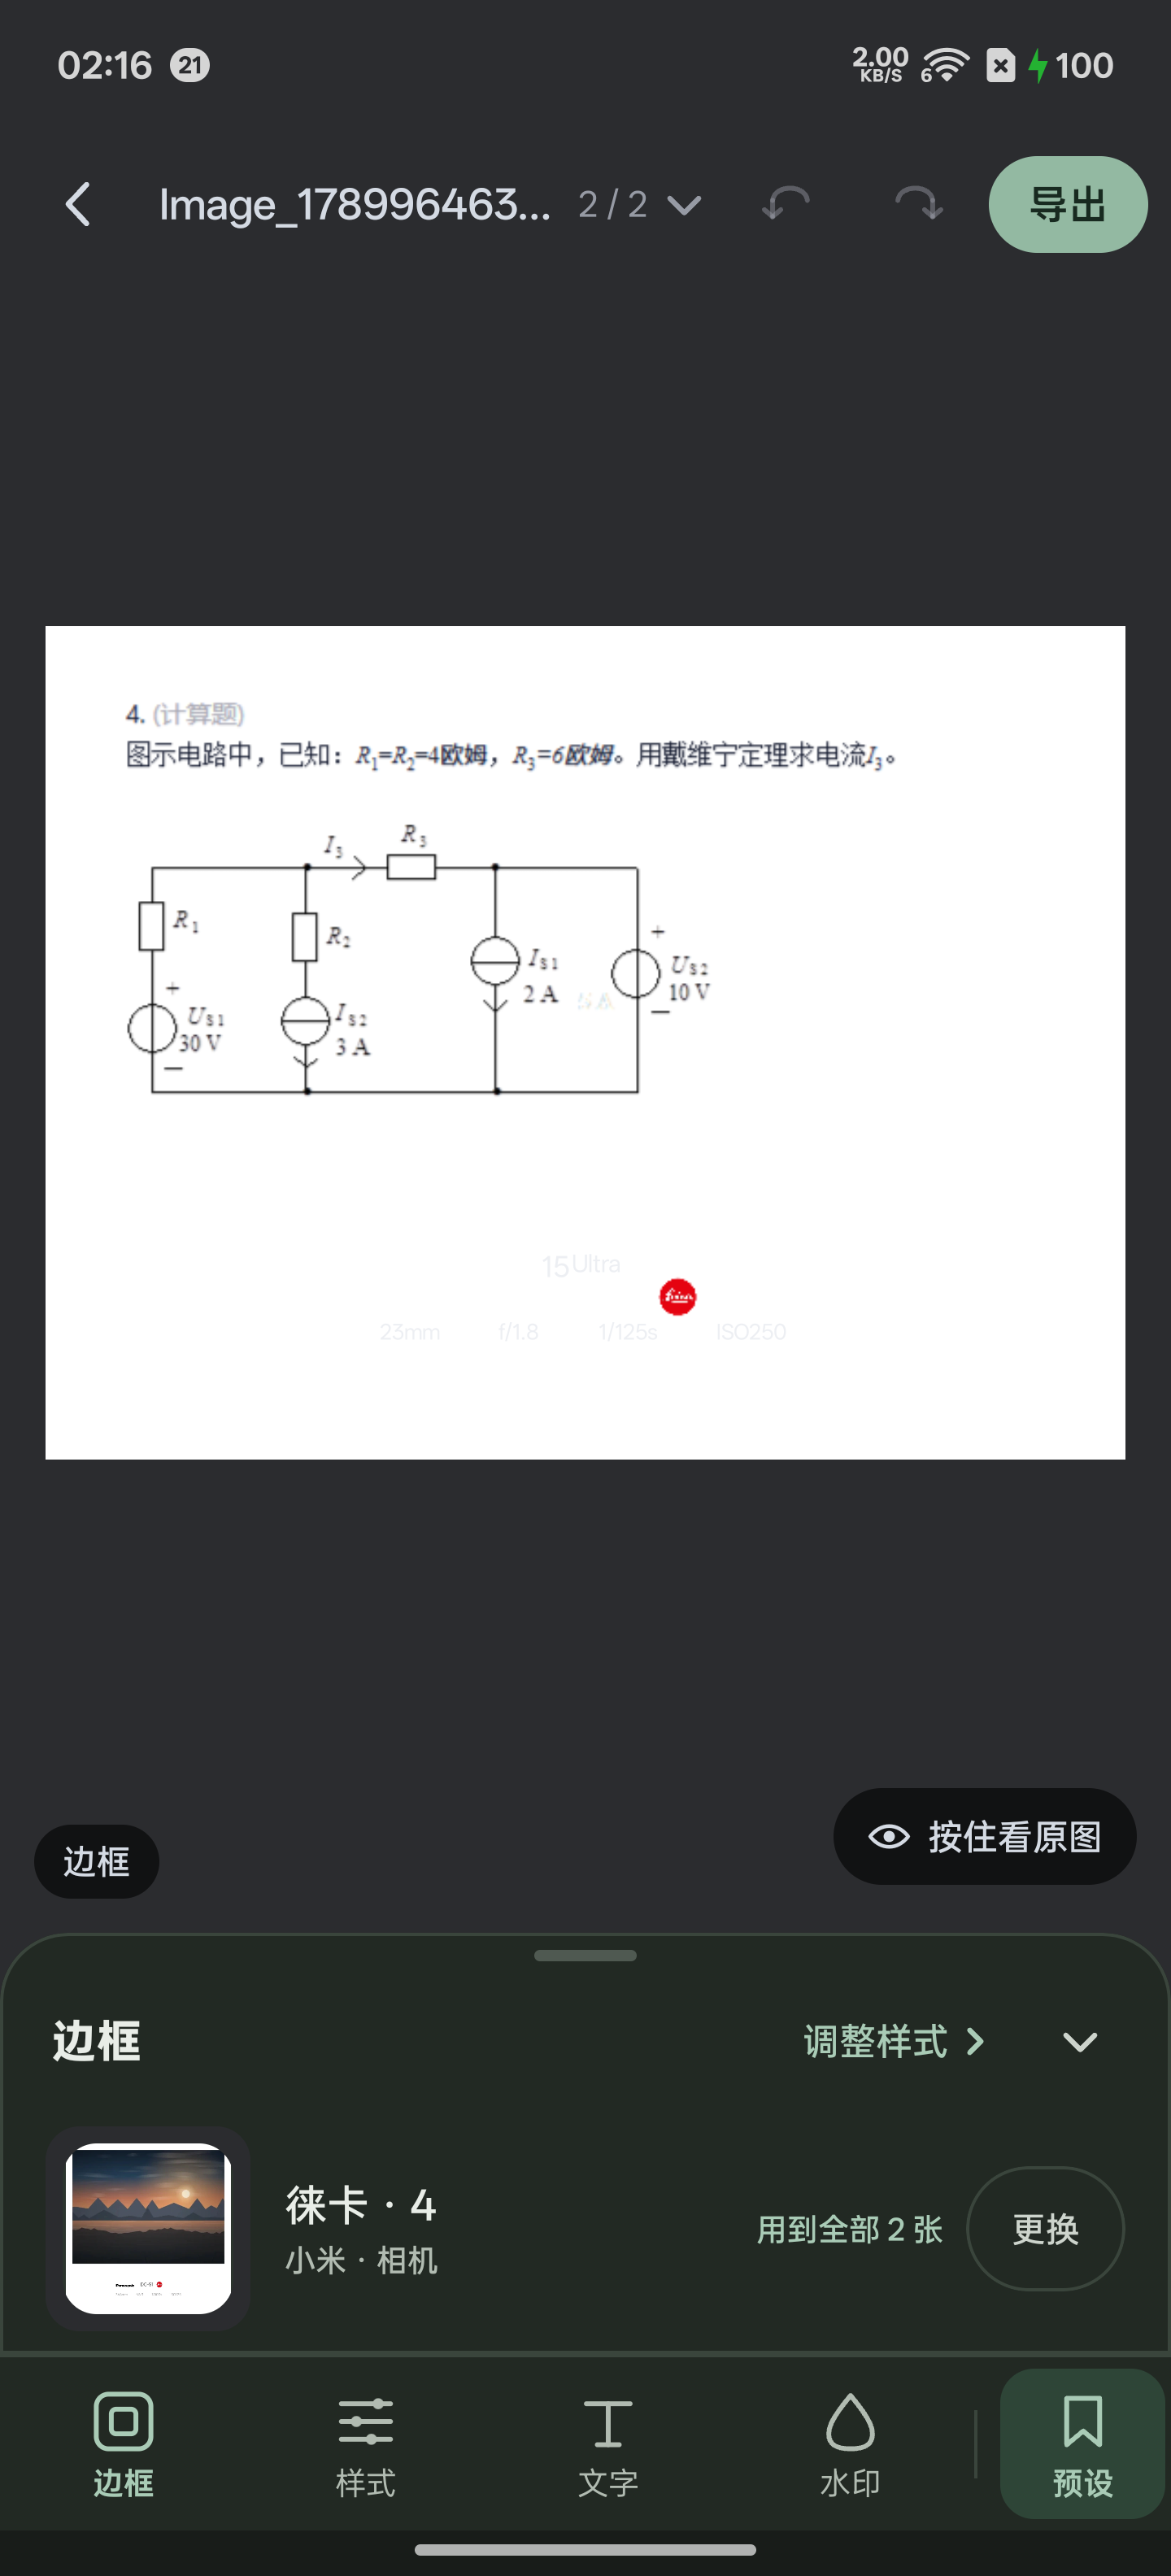 02:16 21 2.00 KB/S 6 100
Image_178996463... 2 / 2 导出
4. (计算题)
图示电路中，已知：R₁=R₂=4欧姆，R₃=6欧姆。用戴维宁定理求电流I₃。
I₃ R₃
R₁ R₂
+ I S1 + U S2
2 A 10 V
+ U S1 I S2 —
30 V 3 A
—
15 Ultra
Leica
23mm f/1.8 1/125s ISO250
按住看原图
边框
边框 调整样式
徕卡 · 4
小米 · 相机
用到全部 2 张 更换
边框 样式 文字 水印 预设